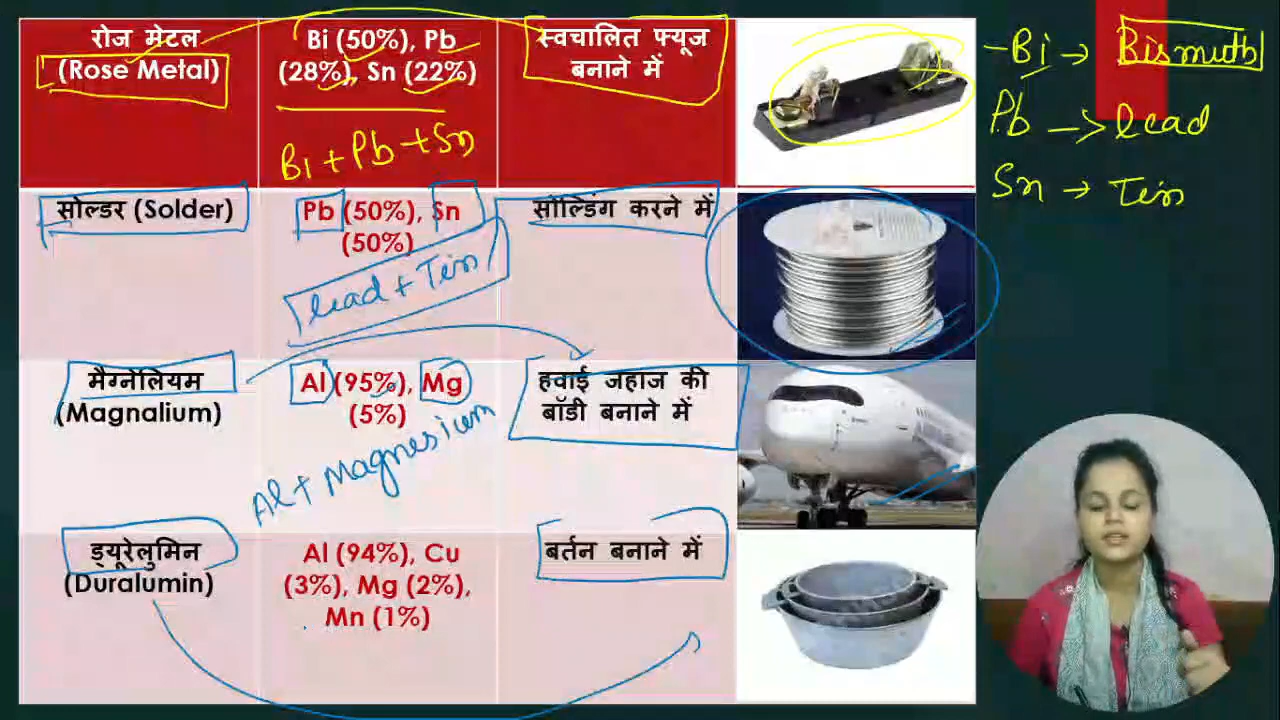 रोज मेटल
(Rose Metal)
Bi (50%), Pb
(28%), Sn (22%)
Bi + Pb + Sn
स्वचालित फ्यूज
बनाने में
-Bi → Bismuth
Pb → lead
Sn → Tin
सोल्डर (Solder)
Pb (50%), Sn
(50%)
lead + Tin
सोल्डिंग करने में
मैग्नेलियम
(Magnalium)
Al (95%), Mg
(5%)
Al + Magnesium
हवाई जहाज की
बॉडी बनाने में
ड्यूरेलुमिन
(Duralumin)
Al (94%), Cu
(3%), Mg (2%),
Mn (1%)
बर्तन बनाने में